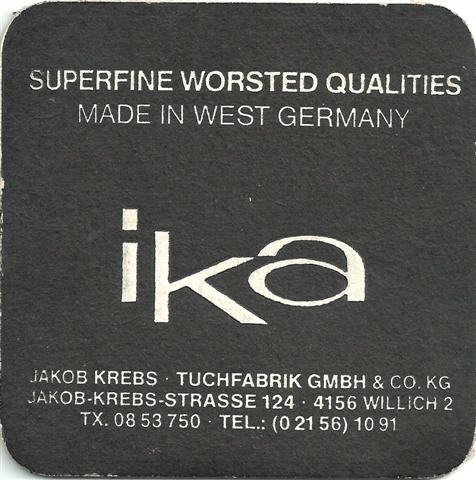 SUPERFINE WORSTED QUALITIES
MADE IN WEST GERMANY
ika
JAKOB KREBS · TUCHFABRIK GMBH & CO. KG
JAKOB-KREBS-STRASSE 124 · 4156 WILLICH 2
TX. 08 53 750 · TEL.: (0 21 56) 10 91